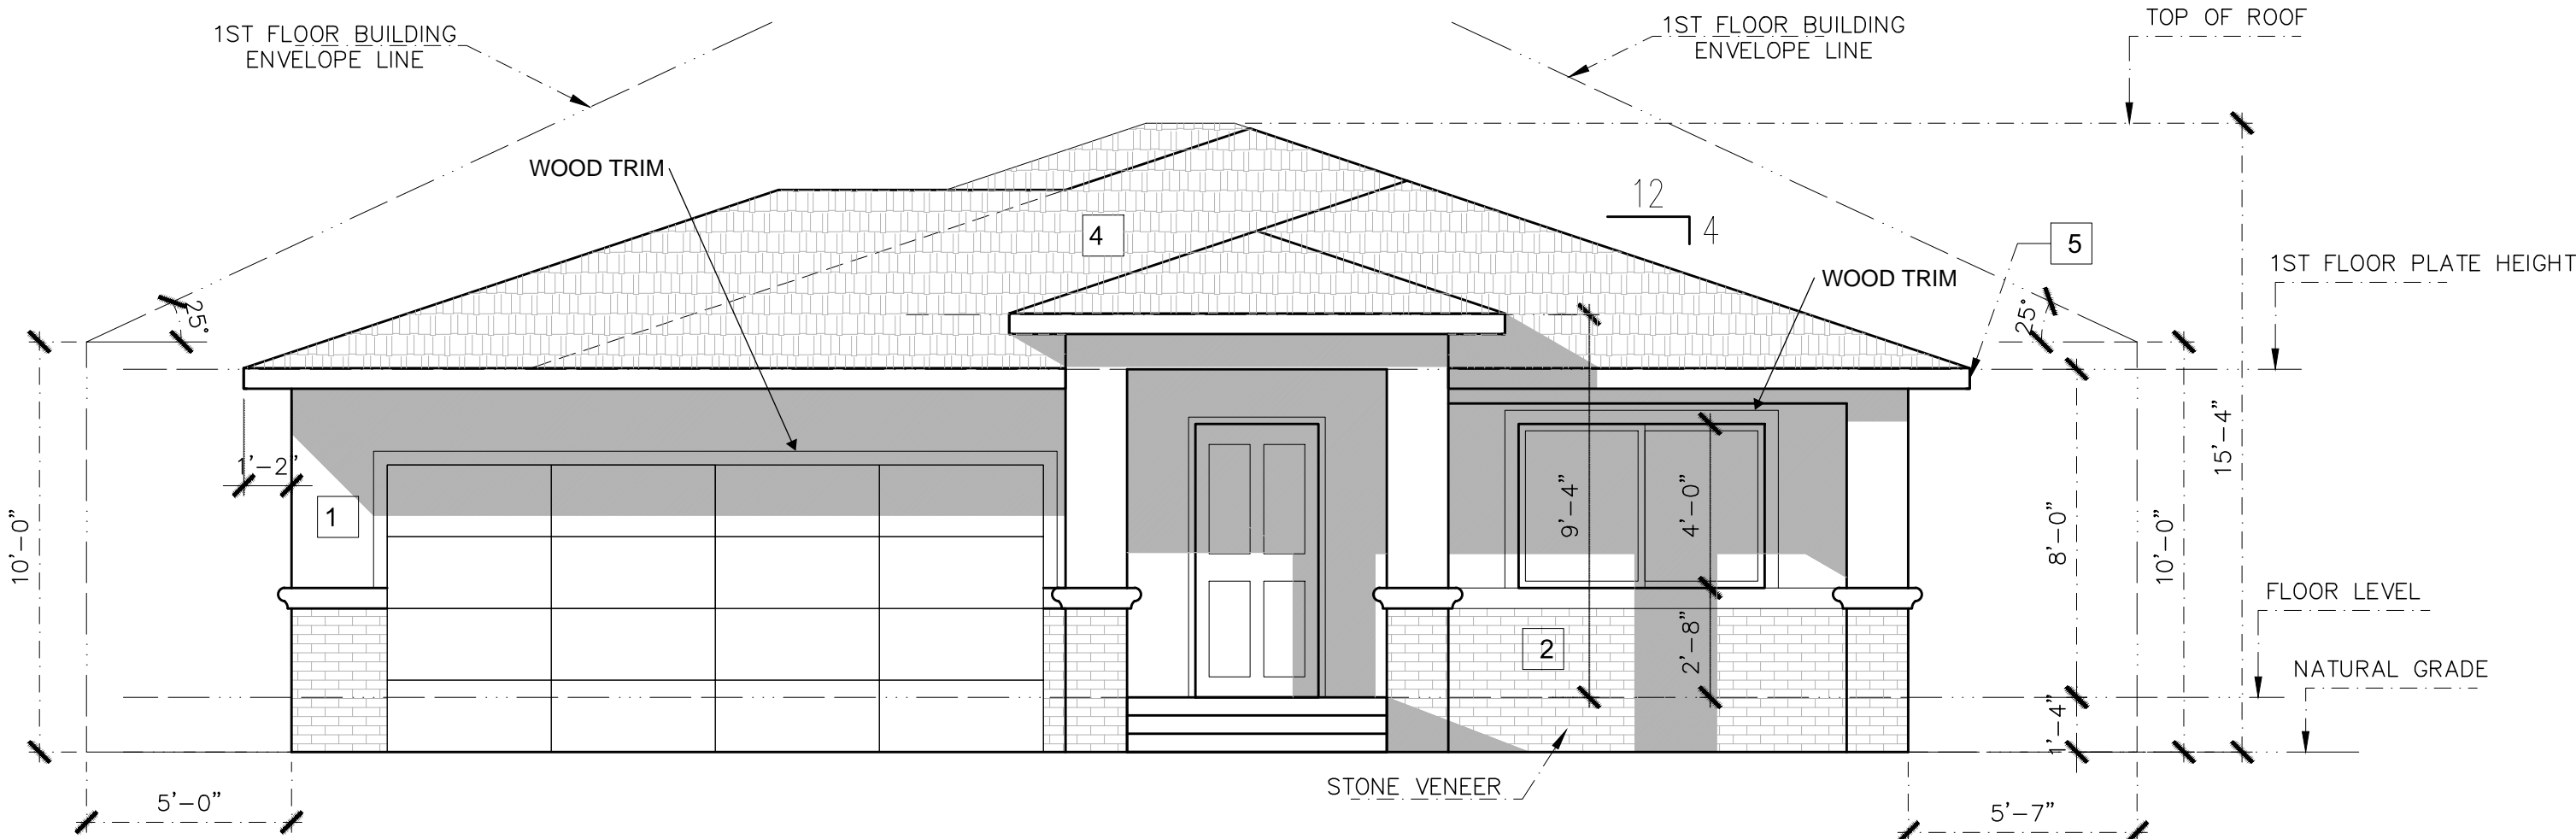 1ST FLOOR BUILDING
ENVELOPE LINE
1ST FLOOR BUILDING
ENVELOPE LINE
TOP OF ROOF
WOOD TRIM
12
4
4
5
WOOD TRIM
1ST FLOOR PLATE HEIGHT
25°
25°
1'-2'
1
10'-0"
9'-4"
4'-0"
8'-0"
10'-0"
15'-4"
FLOOR LEVEL
2
2'-8"
NATURAL GRADE
1'-4"
STONE VENEER
5'-0"
5'-7"